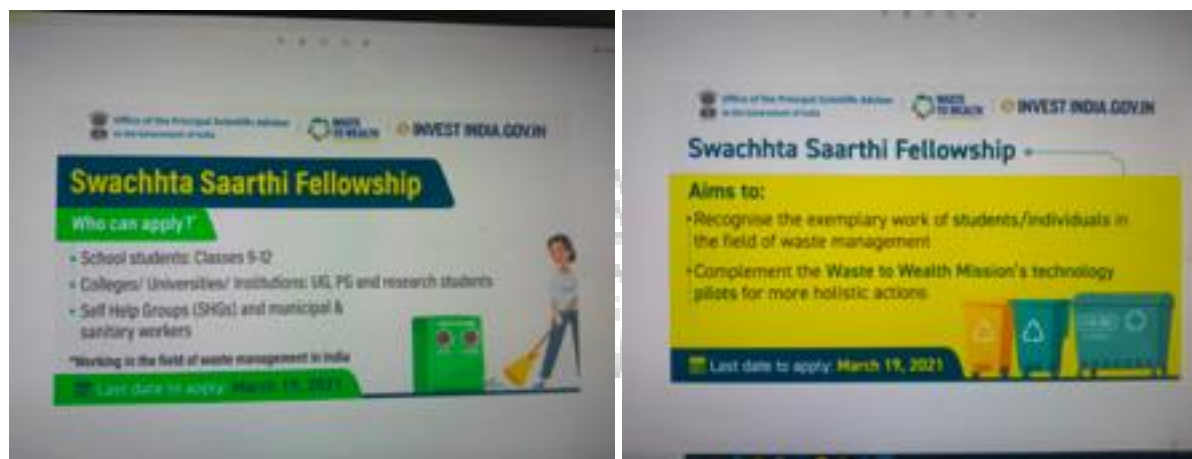 Office of the Principal Scientific Adviser
to the Government of India
WASTE
TO WEALTH
INVEST INDIA.GOV.IN
Swachhta Saarthi Fellowship
Who can apply?*
• School students: Classes 9-12
• Colleges/ Universities/ Institutions: UG, PG and research students
• Self Help Groups (SHGs) and municipal &
sanitary workers
*Working in the field of waste management in India
Last date to apply: March 19, 2021
Office of the Principal Scientific Adviser
to the Government of India
WASTE
TO WEALTH
INVEST INDIA.GOV.IN
Swachhta Saarthi Fellowship
Aims to:
• Recognise the exemplary work of students/individuals in
the field of waste management
• Complement the Waste to Wealth Mission's technology
pilots for more holistic actions
Last date to apply: March 19, 2021